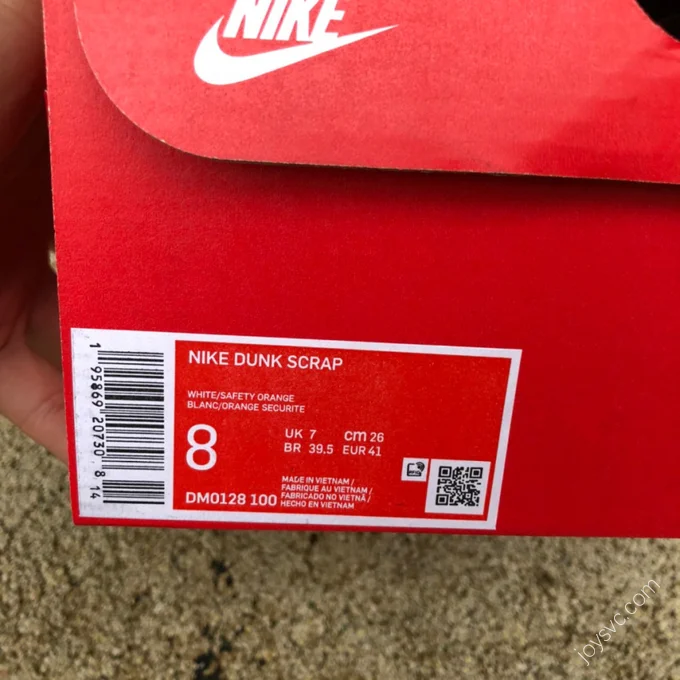 NIKE
NIKE DUNK SCRAP
WHITE/SAFETY ORANGE
BLANC/ORANGE SECURITE
8
UK 7 cm 26
BR 39.5 EUR 41
DM0128 100
MADE IN VIETNAM /
FABRIQUE AU VIETNAM /
FABRICADO NO VIETNÃ /
HECHO EN VIETNAM
1 95869 20730 8 14
joysvc.com